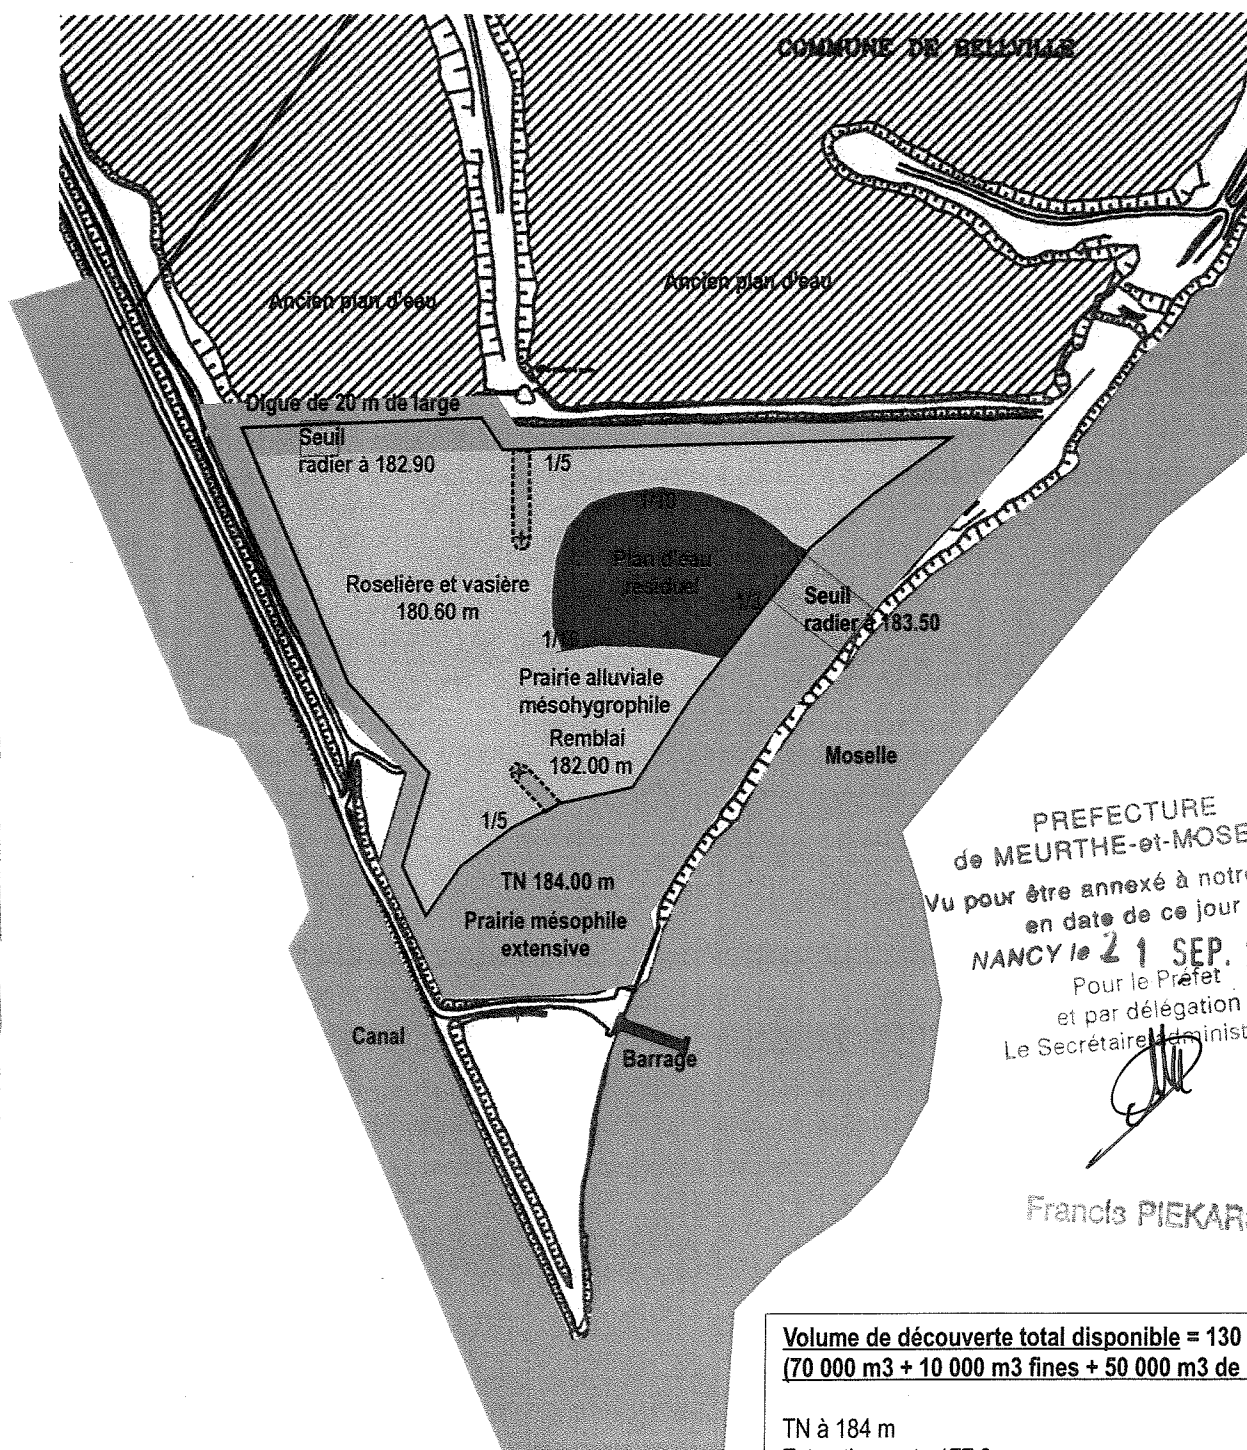 COMMUNE DE BELLVILLE
Ancien plan d'eau
Ancien plan d'eau
Digue de 20 m de large
Seuil
radier à 182.90
1/5
1/10
Plan d'eau
résiduel
Roselière et vasière
180.60 m
1/3
Seuil
radier à 183.50
1/10
Prairie alluviale
mésohygrophile
Remblai
182.00 m
Moselle
1/5
TN 184.00 m
Prairie mésophile
extensive
PREFECTURE
de MEURTHE-et-MOSE
Vu pour être annexé à notre
en date de ce jour
NANCY le 21 SEP.
Pour le Préfet
et par délégation
Le Secrétaire administ
Canal
Barrage
Francis PIEKAR
Volume de découverte total disponible = 130
(70 000 m3 + 10 000 m3 fines + 50 000 m3 de
TN à 184 m